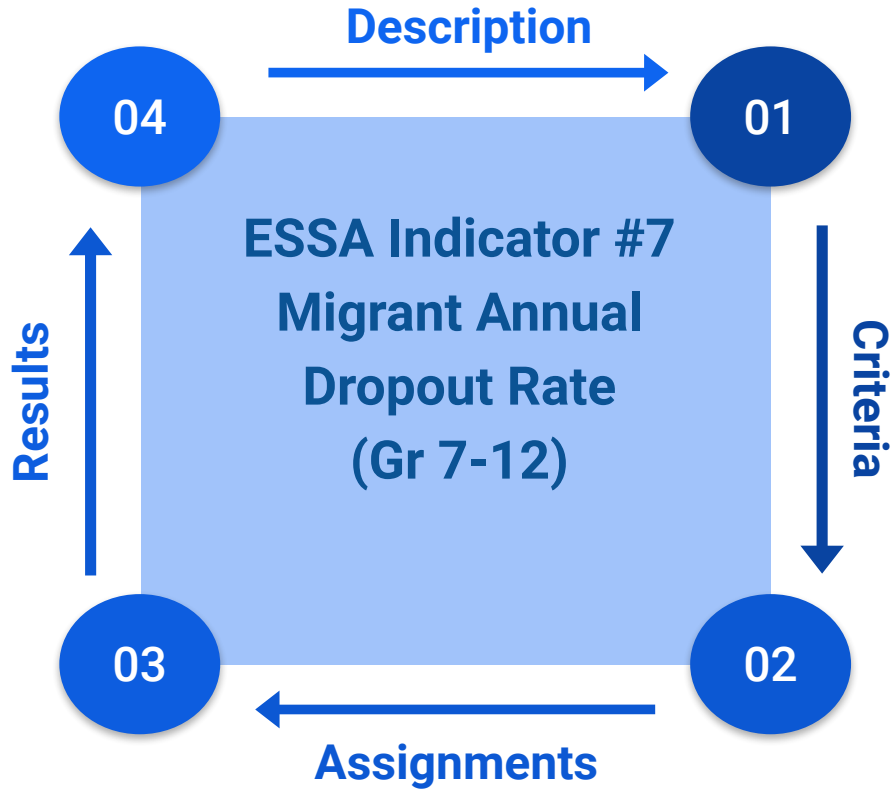 Description
04
01
ESSA Indicator #7
Migrant Annual
Dropout Rate
(Gr 7-12)
Results
Criteria
03
02
Assignments